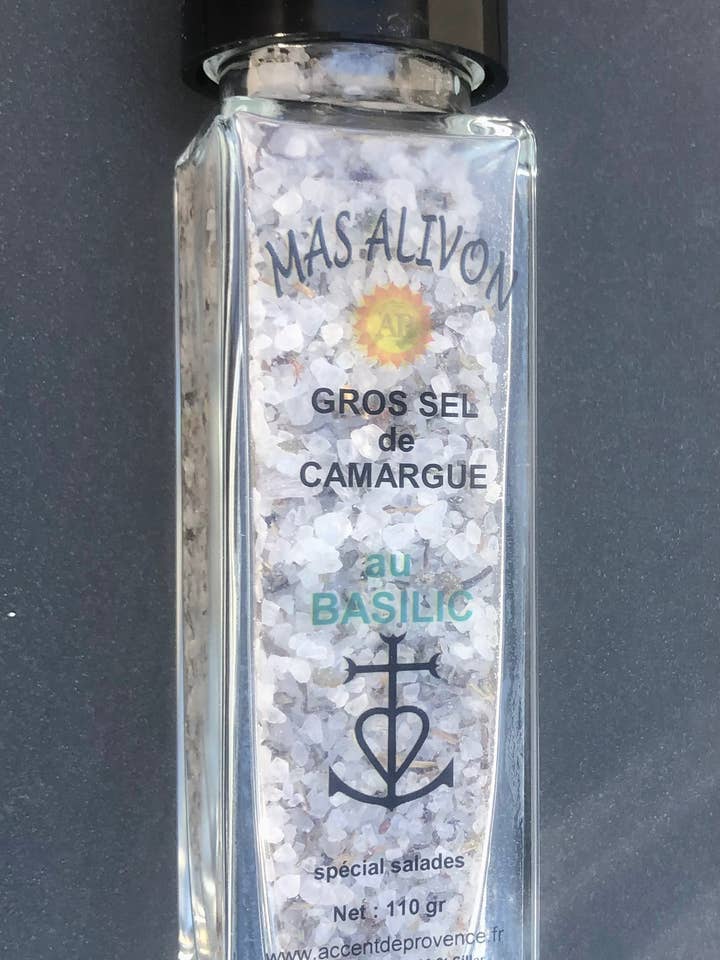 MAS ALIVON
AP
GROS SEL
de
CAMARGUE
au
BASILIC
spécial salades
Net : 110 gr
www.accentdeprovence.fr